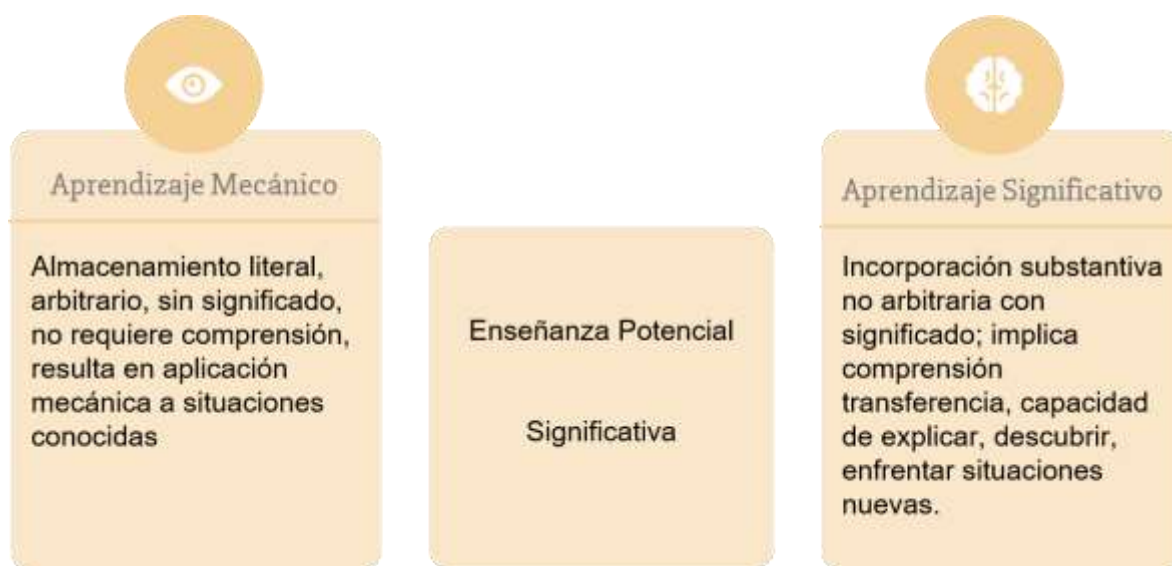 Aprendizaje Mecánico
Almacenamiento literal,
arbitrario, sin significado,
no requiere comprensión,
resulta en aplicación
mecánica a situaciones
conocidas
Enseñanza Potencial
Significativa
Aprendizaje Significativo
Incorporación substantiva
no arbitraria con
significado; implica
comprensión
transferencia, capacidad
de explicar, descubrir,
enfrentar situaciones
nuevas.